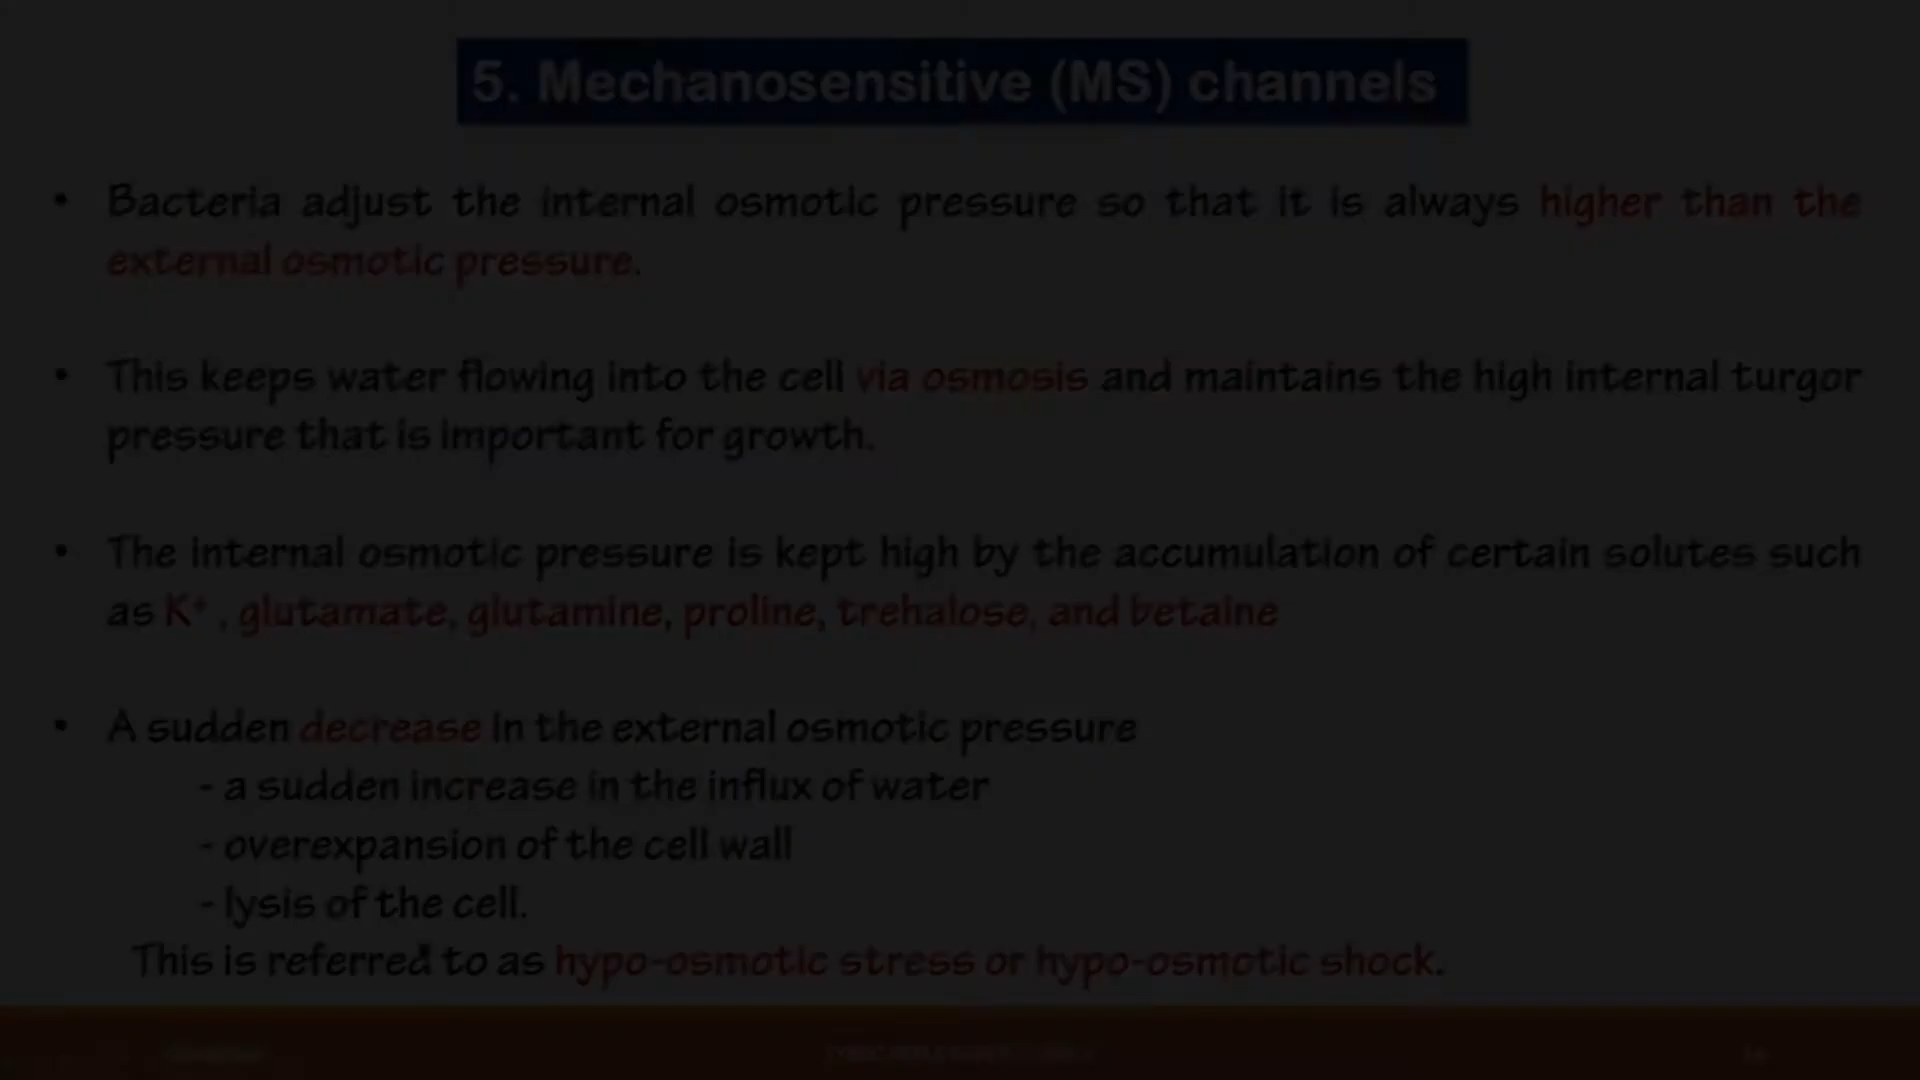 5. Mechanosensitive (MS) channels
• Bacteria adjust the internal osmotic pressure so that it is always higher than the
external osmotic pressure.
• This keeps water flowing into the cell via osmosis and maintains the high internal turgor
pressure that is important for growth.
• The internal osmotic pressure is kept high by the accumulation of certain solutes such
as K⁺ , glutamate, glutamine, proline, trehalose, and betaine
• A sudden decrease in the external osmotic pressure
- a sudden increase in the influx of water
- overexpansion of the cell wall
- lysis of the cell.
This is referred to as hypo-osmotic stress or hypo-osmotic shock.